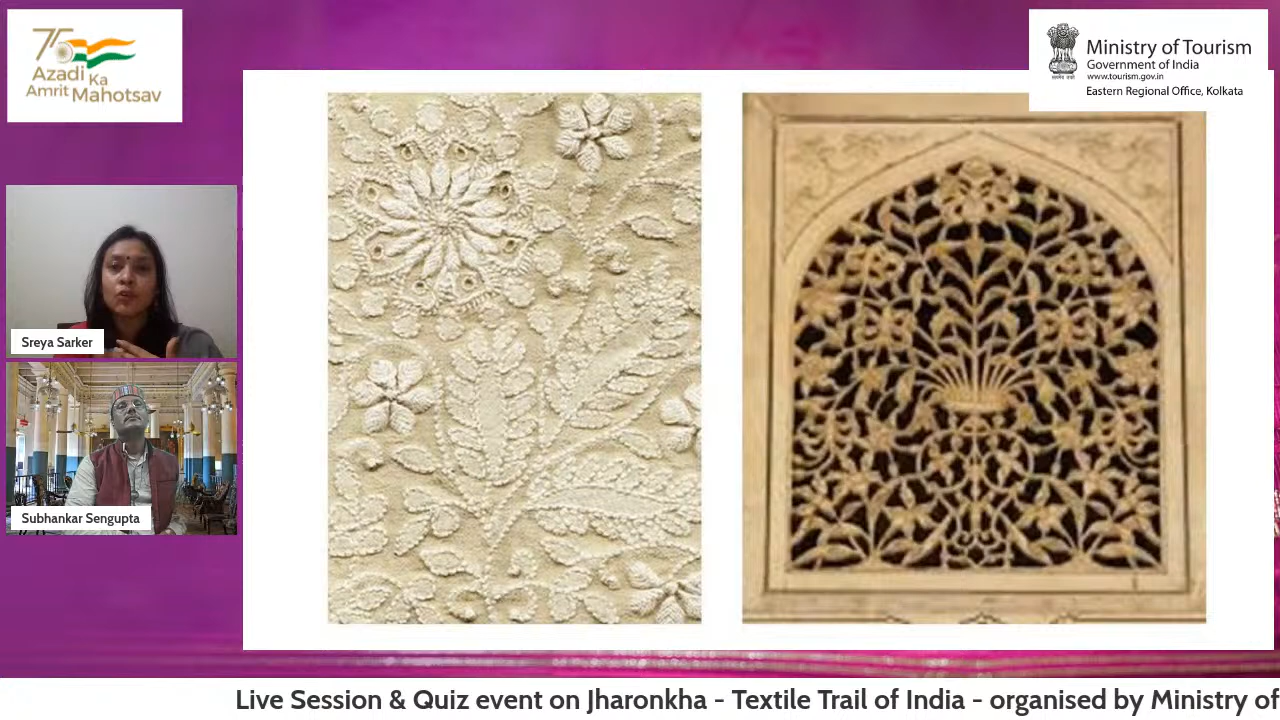 75
Azadi Ka
Amrit Mahotsav
Ministry of Tourism
Government of India
www.tourism.gov.in
Eastern Regional Office, Kolkata
Sreya Sarker
Subhankar Sengupta
Live Session & Quiz event on Jharonkha - Textile Trail of India - organised by Ministry of